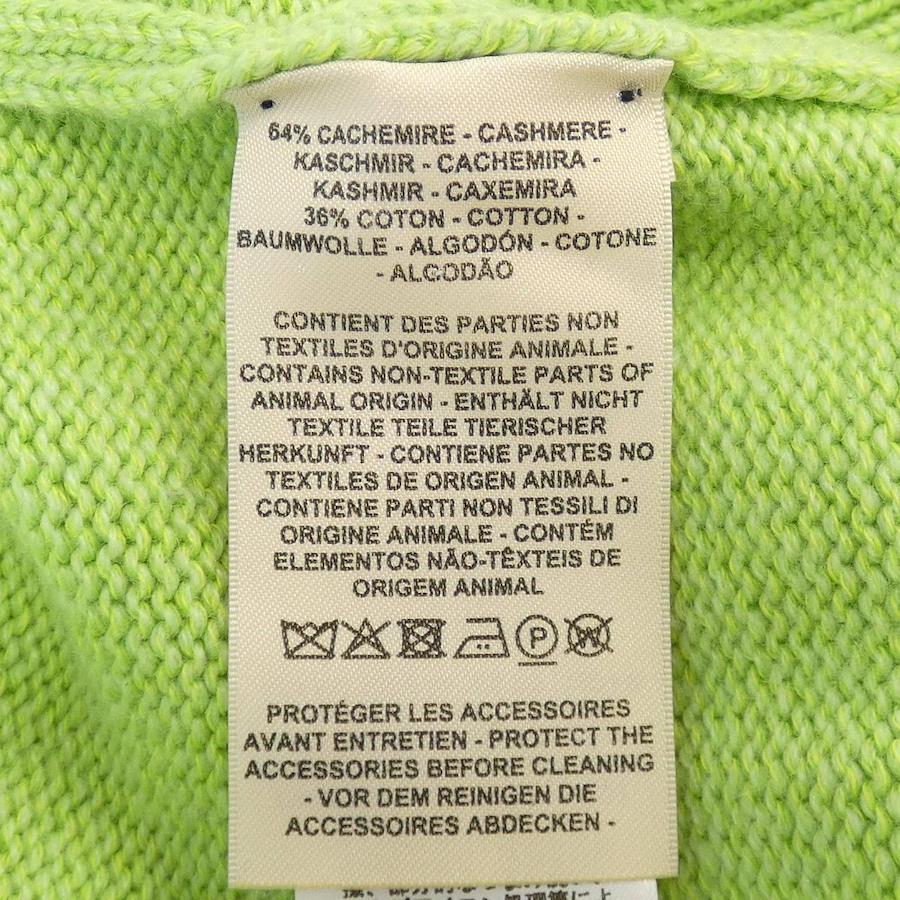 64% CACHEMIRE - CASHMERE -
KASCHMIR - CACHEMIRA -
KASHMIR - CAXEMIRA
36% COTON - COTTON -
BAUMWOLLE - ALGODÓN - COTONE
- ALGODÃO
CONTIENT DES PARTIES NON
TEXTILES D'ORIGINE ANIMALE -
CONTAINS NON-TEXTILE PARTS OF
ANIMAL ORIGIN - ENTHÄLT NICHT
TEXTILE TEILE TIERISCHER
HERKUNFT - CONTIENE PARTES NO
TEXTILES DE ORIGEN ANIMAL -
CONTIENE PARTI NON TESSILI DI
ORIGINE ANIMALE - CONTÉM
ELEMENTOS NÃO-TÊXTEIS DE
ORIGEM ANIMAL
P W
PROTÉGER LES ACCESSOIRES
AVANT ENTRETIEN - PROTECT THE
ACCESSORIES BEFORE CLEANING
- VOR DEM REINIGEN DIE
ACCESSOIRES ABDECKEN -